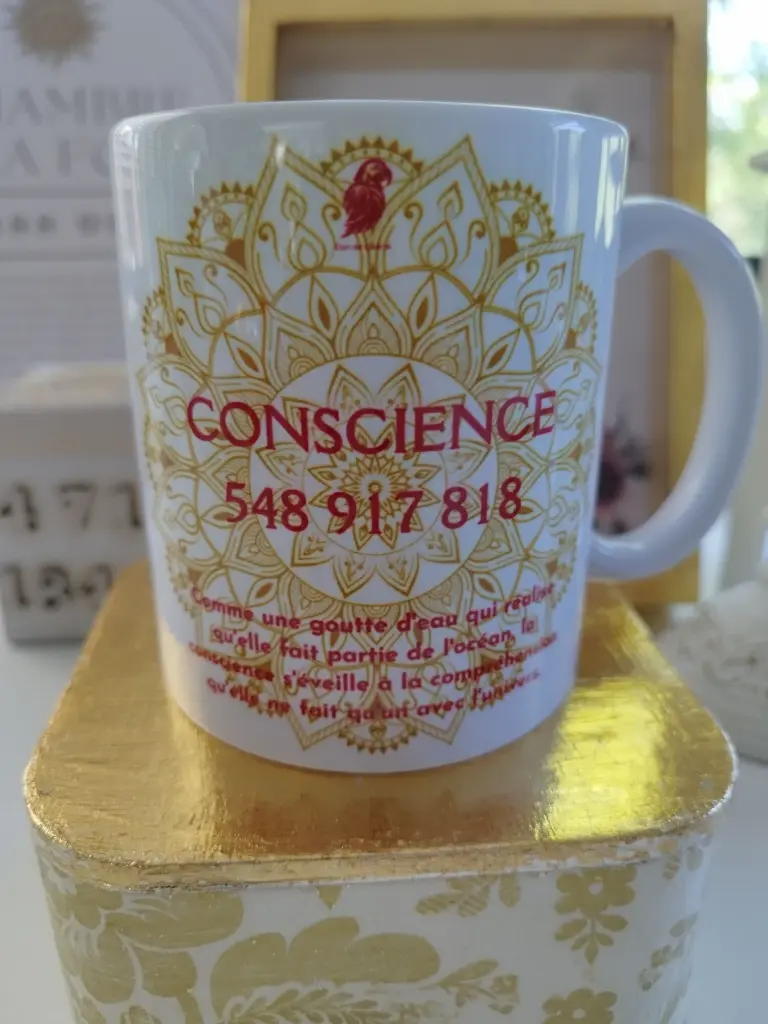 CONSCIENCE
548 917 818
Comme une goutte d'eau qui réalise
qu'elle fait partie de l'océan, la
conscience s'éveille à la compréhension
qu'elle ne fait qu'un avec l'univers.
471